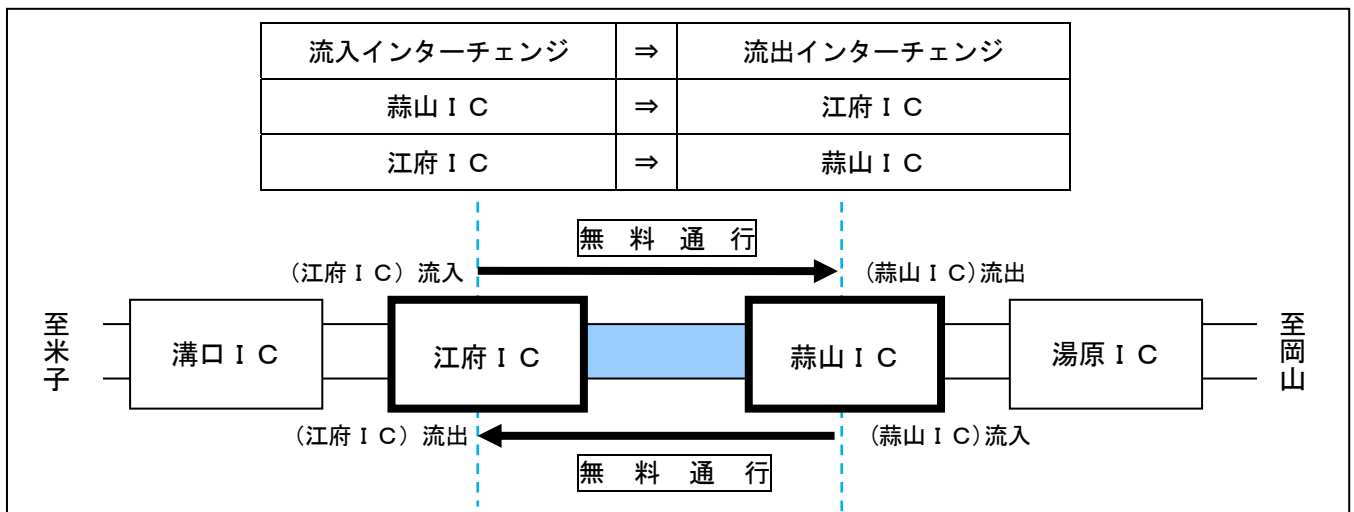 流入インターチェンジ ⇒ 流出インターチェンジ
蒜山ＩＣ ⇒ 江府ＩＣ
江府ＩＣ ⇒ 蒜山ＩＣ
無 料 通 行
（江府ＩＣ）流入 （蒜山ＩＣ）流出
至米子 溝口ＩＣ 江府ＩＣ 蒜山ＩＣ 湯原ＩＣ 至岡山
（江府ＩＣ）流出 （蒜山ＩＣ）流入
無 料 通 行